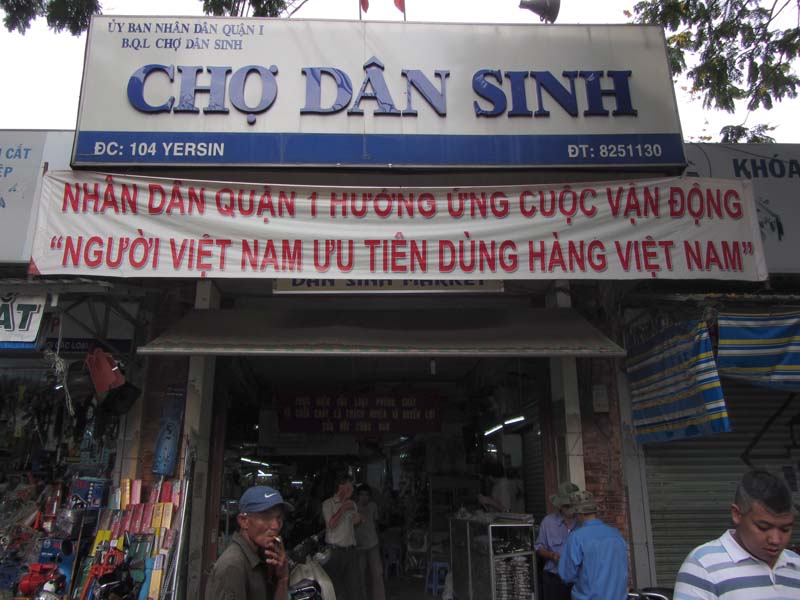 ỦY BAN NHÂN DÂN QUẬN I
B.Q.L CHỢ DÂN SINH
CHỢ DÂN SINH
ĐC: 104 YERSIN
ĐT: 8251130
NHÂN DÂN QUẬN 1 HƯỞNG ỨNG CUỘC VẬN ĐỘNG
“NGƯỜI VIỆT NAM ƯU TIÊN DÙNG HÀNG VIỆT NAM”
DAN SINH MARKET
CẮT
KHÓA
ẮT